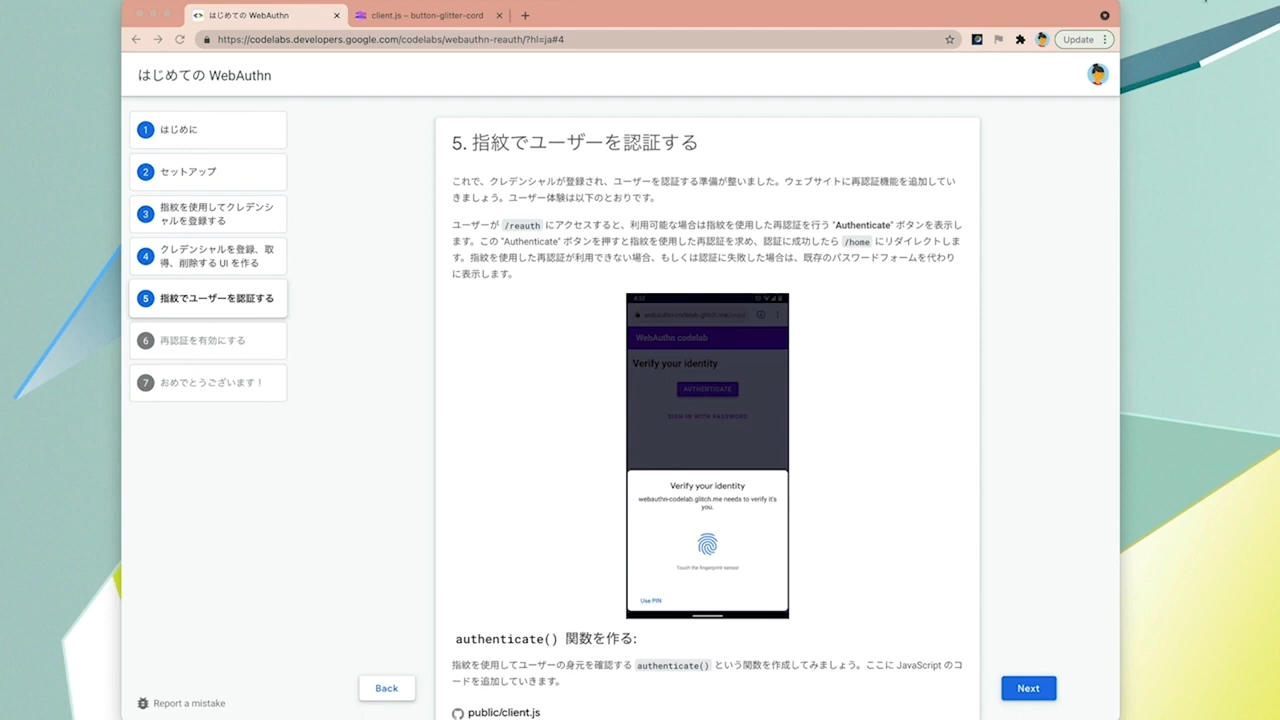 はじめての WebAuthn
client.js – button-glitter-cord
https://codelabs.developers.google.com/codelabs/webauthn-reauth/?hl=ja#4
Update
はじめての WebAuthn
1 はじめに
2 セットアップ
3 指紋を使用してクレデンシ
ャルを登録する
4 クレデンシャルを登録、取
得、削除する UI を作る
5 指紋でユーザーを認証する
6 再認証を有効にする
7 おめでとうございます！
Report a mistake
5. 指紋でユーザーを認証する
これで、クレデンシャルが登録され、ユーザーを認証する準備が整いました。ウェブサイトに再認証機能を追加してい
きましょう。ユーザー体験は以下のとおりです。
ユーザーが /reauth にアクセスすると、利用可能な場合は指紋を使用した再認証を行う "Authenticate" ボタンを表示し
ます。この "Authenticate" ボタンを押すと指紋を使用した再認証を求め、認証に成功したら /home にリダイレクトしま
す。指紋を使用した再認証が利用できない場合、もしくは認証に失敗した場合は、既存のパスワードフォームを代わり
に表示します。
4:52
WebAuthn codelab
Verify your identity
AUTHENTICATE
SIGN IN WITH PASSWORD
Verify your identity
webauthn-codelab.glitch.me needs to verify it's
you.
Touch the fingerprint sensor
Use PIN
authenticate() 関数を作る:
指紋を使用してユーザーの身元を確認する authenticate() という関数を作成してみましょう。ここに JavaScript のコ
ードを追加していきます。
public/client.js
Back
Next